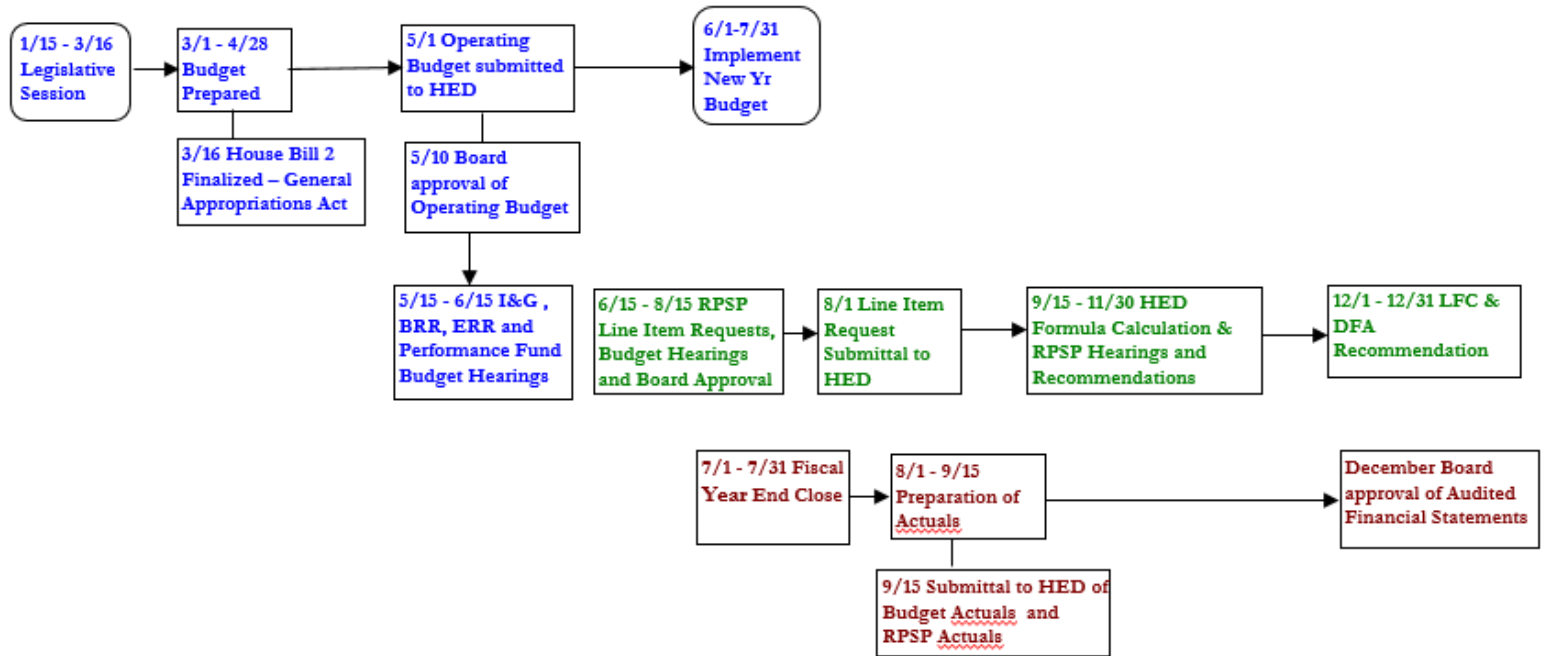 1/15 - 3/16
Legislative
Session
3/1 - 4/28
Budget
Prepared
5/1 Operating
Budget submitted
to HED
6/1-7/31
Implement
New Yr
Budget
3/16 House Bill 2
Finalized – General
Appropriations Act
5/10 Board
approval of
Operating Budget
5/15 - 6/15 I&G ,
BRR, ERR and
Performance Fund
Budget Hearings
6/15 - 8/15 RPSP
Line Item Requests,
Budget Hearings
and Board Approval
8/1 Line Item
Request
Submittal to
HED
9/15 - 11/30 HED
Formula Calculation &
RPSP Hearings and
Recommendations
12/1 - 12/31 LFC &
DFA
Recommendation
7/1 - 7/31 Fiscal
Year End Close
8/1 - 9/15
Preparation of
Actuals
December Board
approval of Audited
Financial Statements
9/15 Submittal to HED of
Budget Actuals and
RPSP Actuals